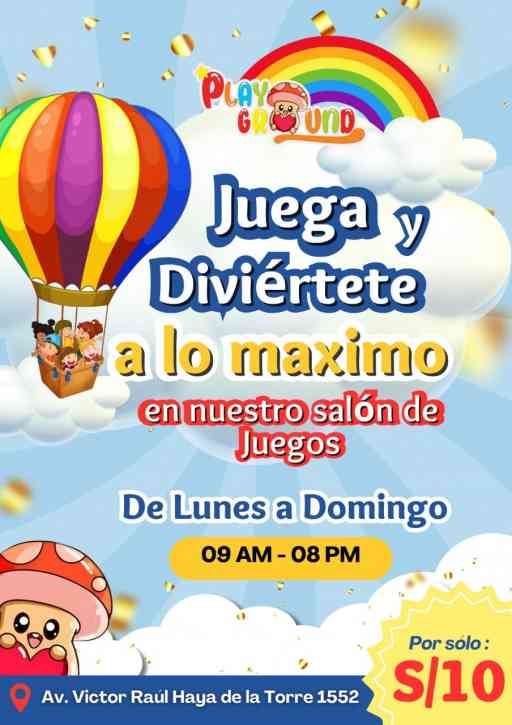 PLAY
GROUND
Juega y
Diviértete
a lo maximo
en nuestro salón de
Juegos
De Lunes a Domingo
09 AM - 08 PM
Por sólo :
S/10
Av. Victor Raúl Haya de la Torre 1552